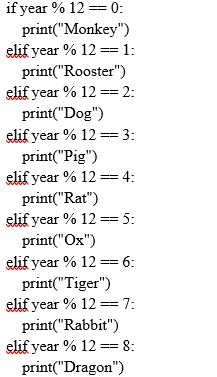 if year % 12 == 0:
print("Monkey")
elif year % 12 == 1:
print("Rooster")
elif year % 12 == 2:
print("Dog")
elif year % 12 == 3:
print("Pig")
elif year % 12 == 4:
print("Rat")
elif year % 12 == 5:
print("Ox")
elif year % 12 == 6:
print("Tiger")
elif year % 12 == 7:
print("Rabbit")
elif year % 12 == 8:
print("Dragon")